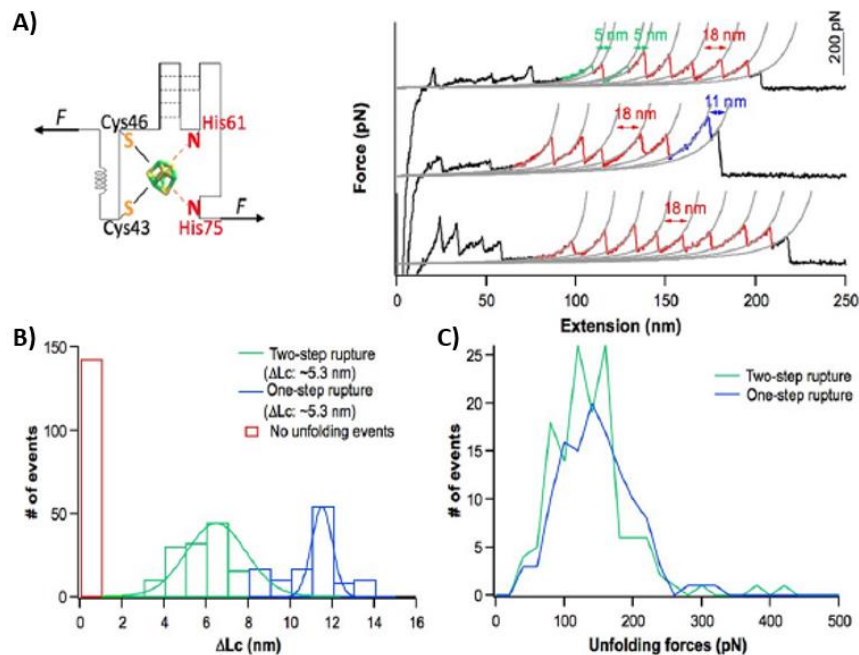 A)
F
Cys46
His61
S
N
S
N
Cys43
His75
F
5 nm
5 nm
18 nm
200 pN
18 nm
11 nm
18 nm
Force (pN)
0
50
100
150
200
250
Extension (nm)
B)
150
100
50
0
# of events
Two-step rupture
(ΔLc: ~5.3 nm)
One-step rupture
(ΔLc: ~5.3 nm)
No unfolding events
0 2 4 6 8 10 12 14 16
ΔLc (nm)
C)
25
20
15
10
5
0
# of events
Two-step rupture
One-step rupture
0 100 200 300 400 500
Unfolding forces (pN)